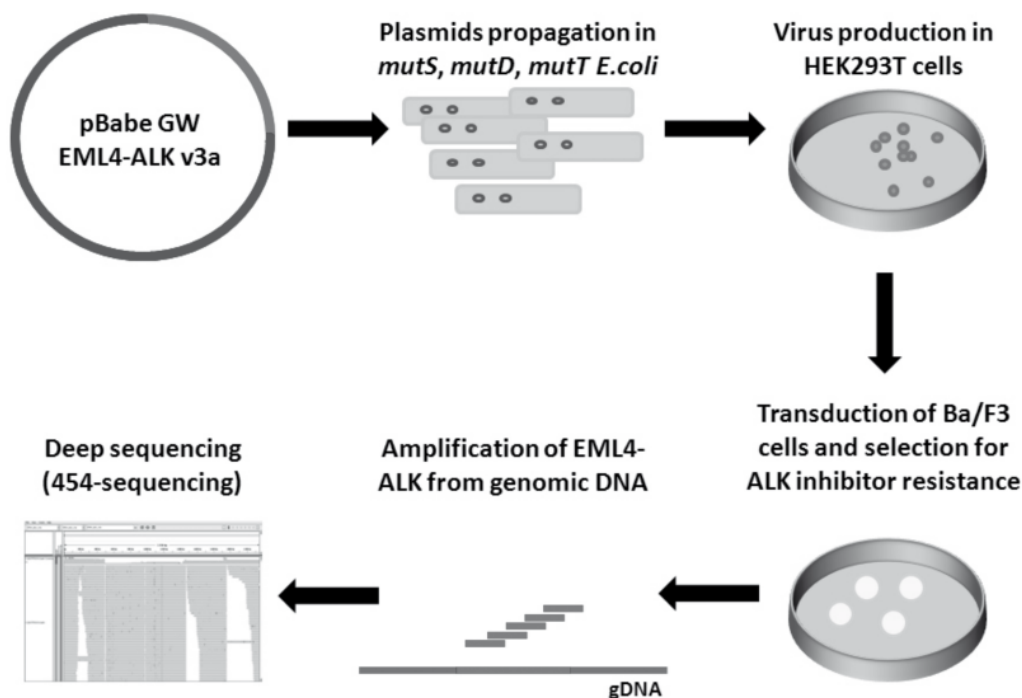 pBabe GW
EML4-ALK v3a
Plasmids propagation in
mutS, mutD, mutT E.coli
Virus production in
HEK293T cells
Transduction of Ba/F3
cells and selection for
ALK inhibitor resistance
Amplification of EML4-
ALK from genomic DNA
gDNA
Deep sequencing
(454-sequencing)